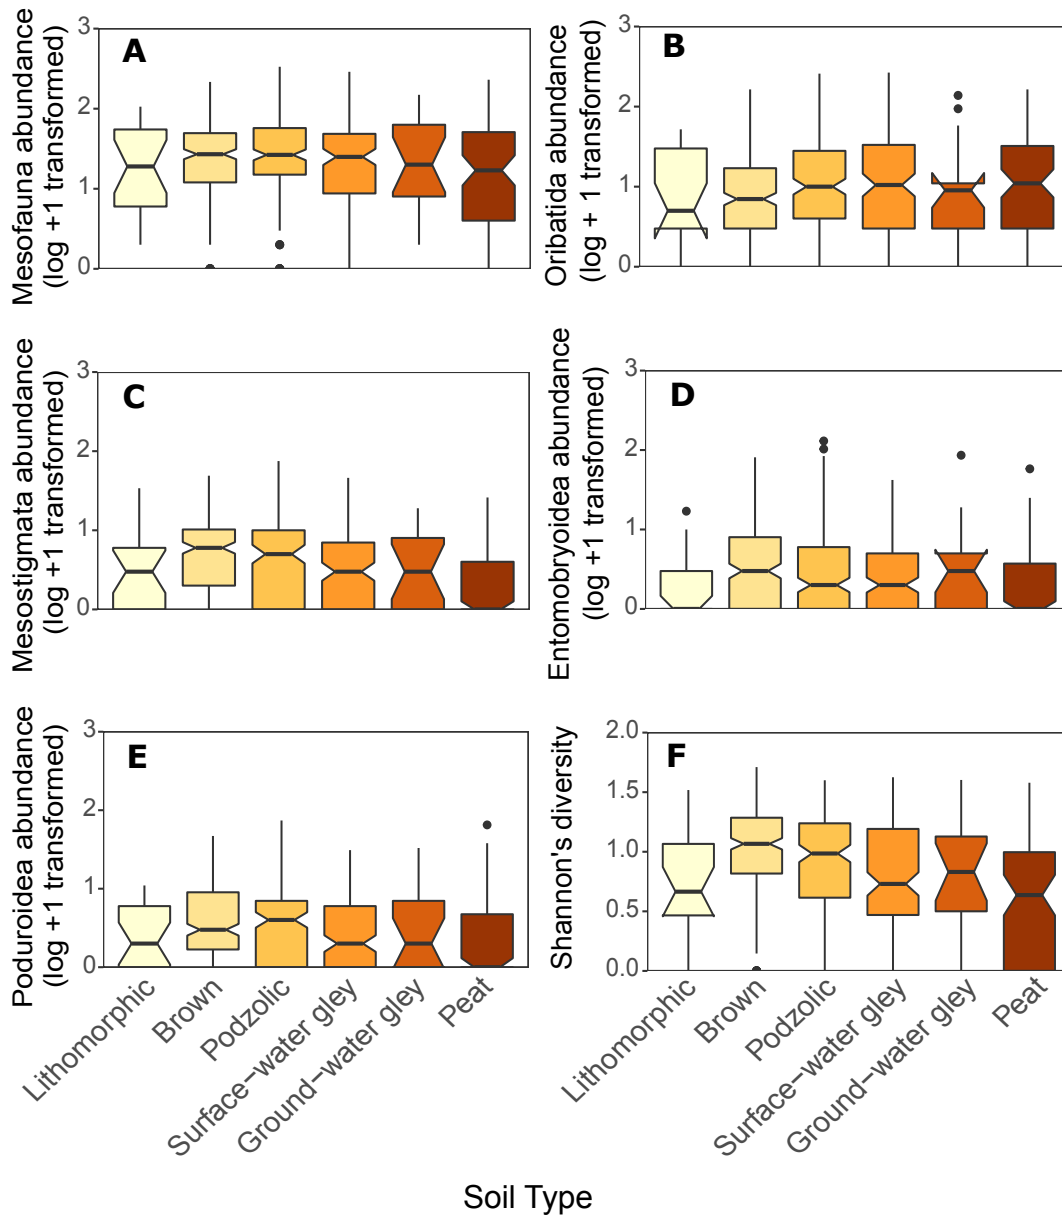 Mesofauna abundance
(log +1 transformed)
3
2
1
0
A
Oribatida abundance
(log + 1 transformed)
3
2
1
0
B
Mesostigmata abundance
(log +1 transformed)
3
2
1
0
C
Entomobryoidea abundance
(log +1 transformed)
3
2
1
0
D
Poduroidea abundance
(log +1 transformed)
3
2
1
0
E
Lithomorphic
Brown
Podzolic
Surface−water gley
Ground−water gley
Peat
Shannon's diversity
2.0
1.5
1.0
0.5
0.0
F
Lithomorphic
Brown
Podzolic
Surface−water gley
Ground−water gley
Peat
Soil Type